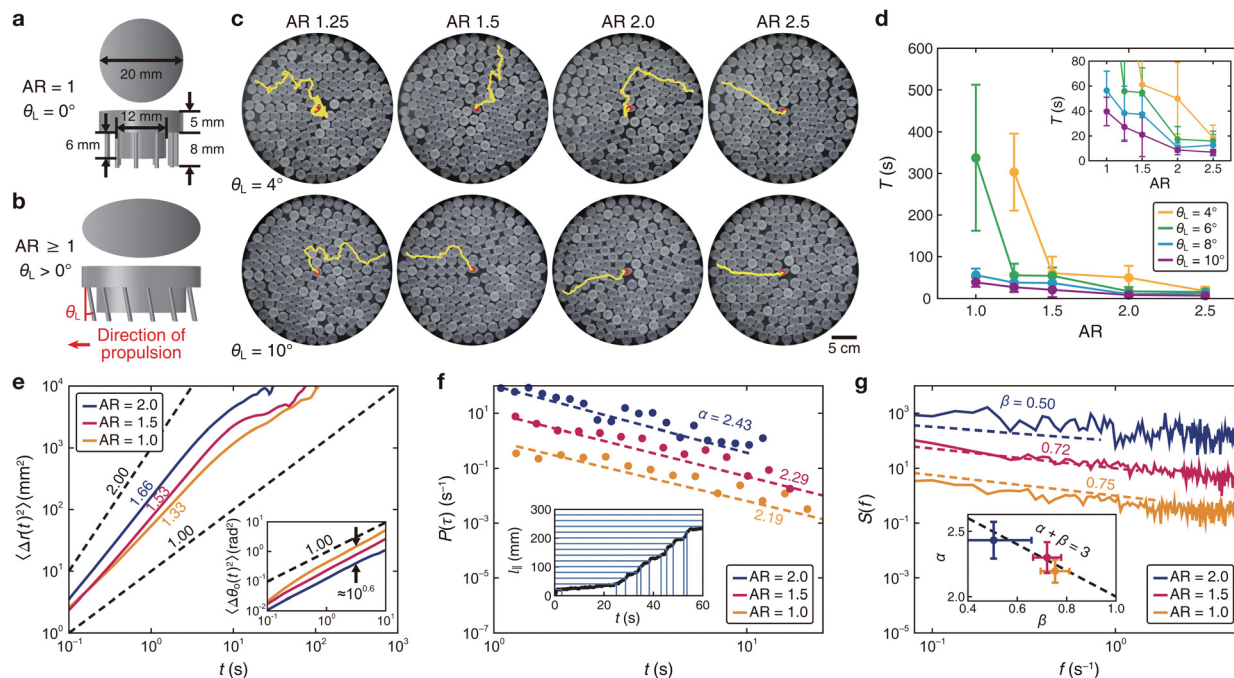 a
AR = 1
θL = 0°
20 mm
12 mm
5 mm
6 mm
8 mm
b
AR ≥ 1
θL > 0°
θL
Direction of
propulsion
c
AR 1.25
AR 1.5
AR 2.0
AR 2.5
θL = 4°
θL = 10°
5 cm
d
T (s)
600
500
400
300
200
100
0
1.0
1.5
2.0
2.5
AR
T (s)
80
60
40
20
0
1
1.5
2
2.5
AR
θL = 4°
θL = 6°
θL = 8°
θL = 10°
e
⟨Δr(t)²⟩ (mm²)
10⁴
10³
10²
10¹
10⁰
AR = 2.0
AR = 1.5
AR = 1.0
2.00
1.66
1.53
1.33
1.00
⟨Δθo(t)²⟩ (rad²)
10¹
10⁰
10⁻¹
10⁻²
1.00
≈10⁰·⁶
10⁻¹
10⁰
10¹
10⁻¹
10⁰
10¹
10²
10³
t (s)
f
P(τ) (s⁻¹)
10¹
10⁻¹
10⁻³
10⁻⁵
10⁻⁷
α = 2.43
2.29
2.19
l∥ (mm)
300
200
100
0
0
20
40
60
t (s)
AR = 2.0
AR = 1.5
AR = 1.0
10⁰
10¹
t (s)
g
S(f)
10³
10⁻¹
10⁻⁵
β = 0.50
0.72
0.75
α
2.5
2.0
α + β = 3
0.4
0.6
0.8
1.0
β
AR = 2.0
AR = 1.5
AR = 1.0
10⁰
f (s⁻¹)